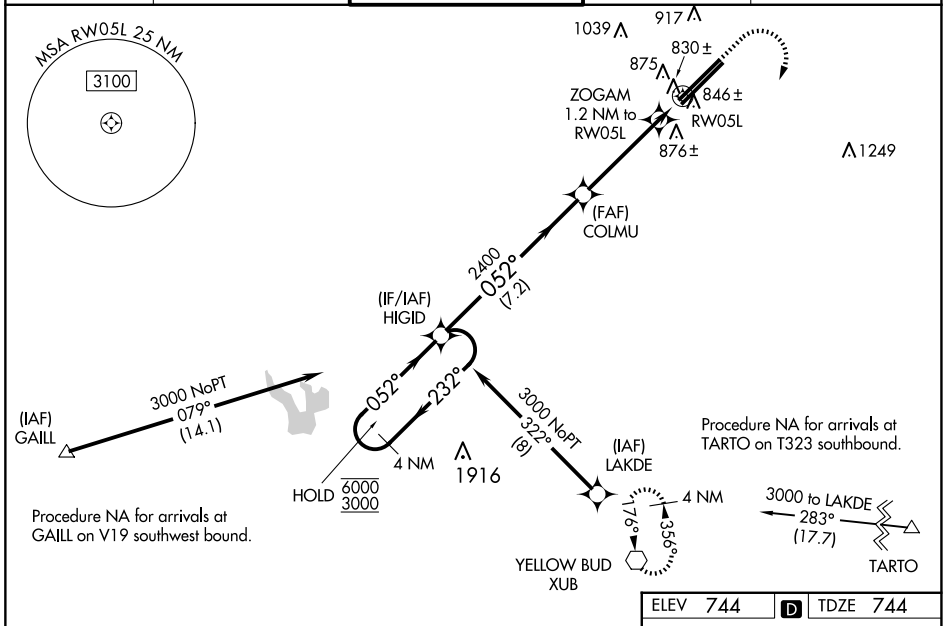 MSA RW05L 25 NM
3100
1039
917
830 ±
875
846 ±
ZOGAM
1.2 NM to
RW05L
RW05L
876 ±
1249
(FAF)
COLMU
2400
052°
(7.2)
(IF/IAF)
HIGID
3000 NoPT
079°
(14.1)
(IAF)
GAILL
052°
232°
4 NM
HOLD 6000
3000
1916
3000 NoPT
322°
(8)
(IAF)
LAKDE
Procedure NA for arrivals at
TARTO on T323 southbound.
Procedure NA for arrivals at
GAILL on V19 southwest bound.
4 NM
176°
356°
YELLOW BUD
XUB
3000 to LAKDE
283°
(17.7)
TARTO
ELEV 744 D TDZE 744